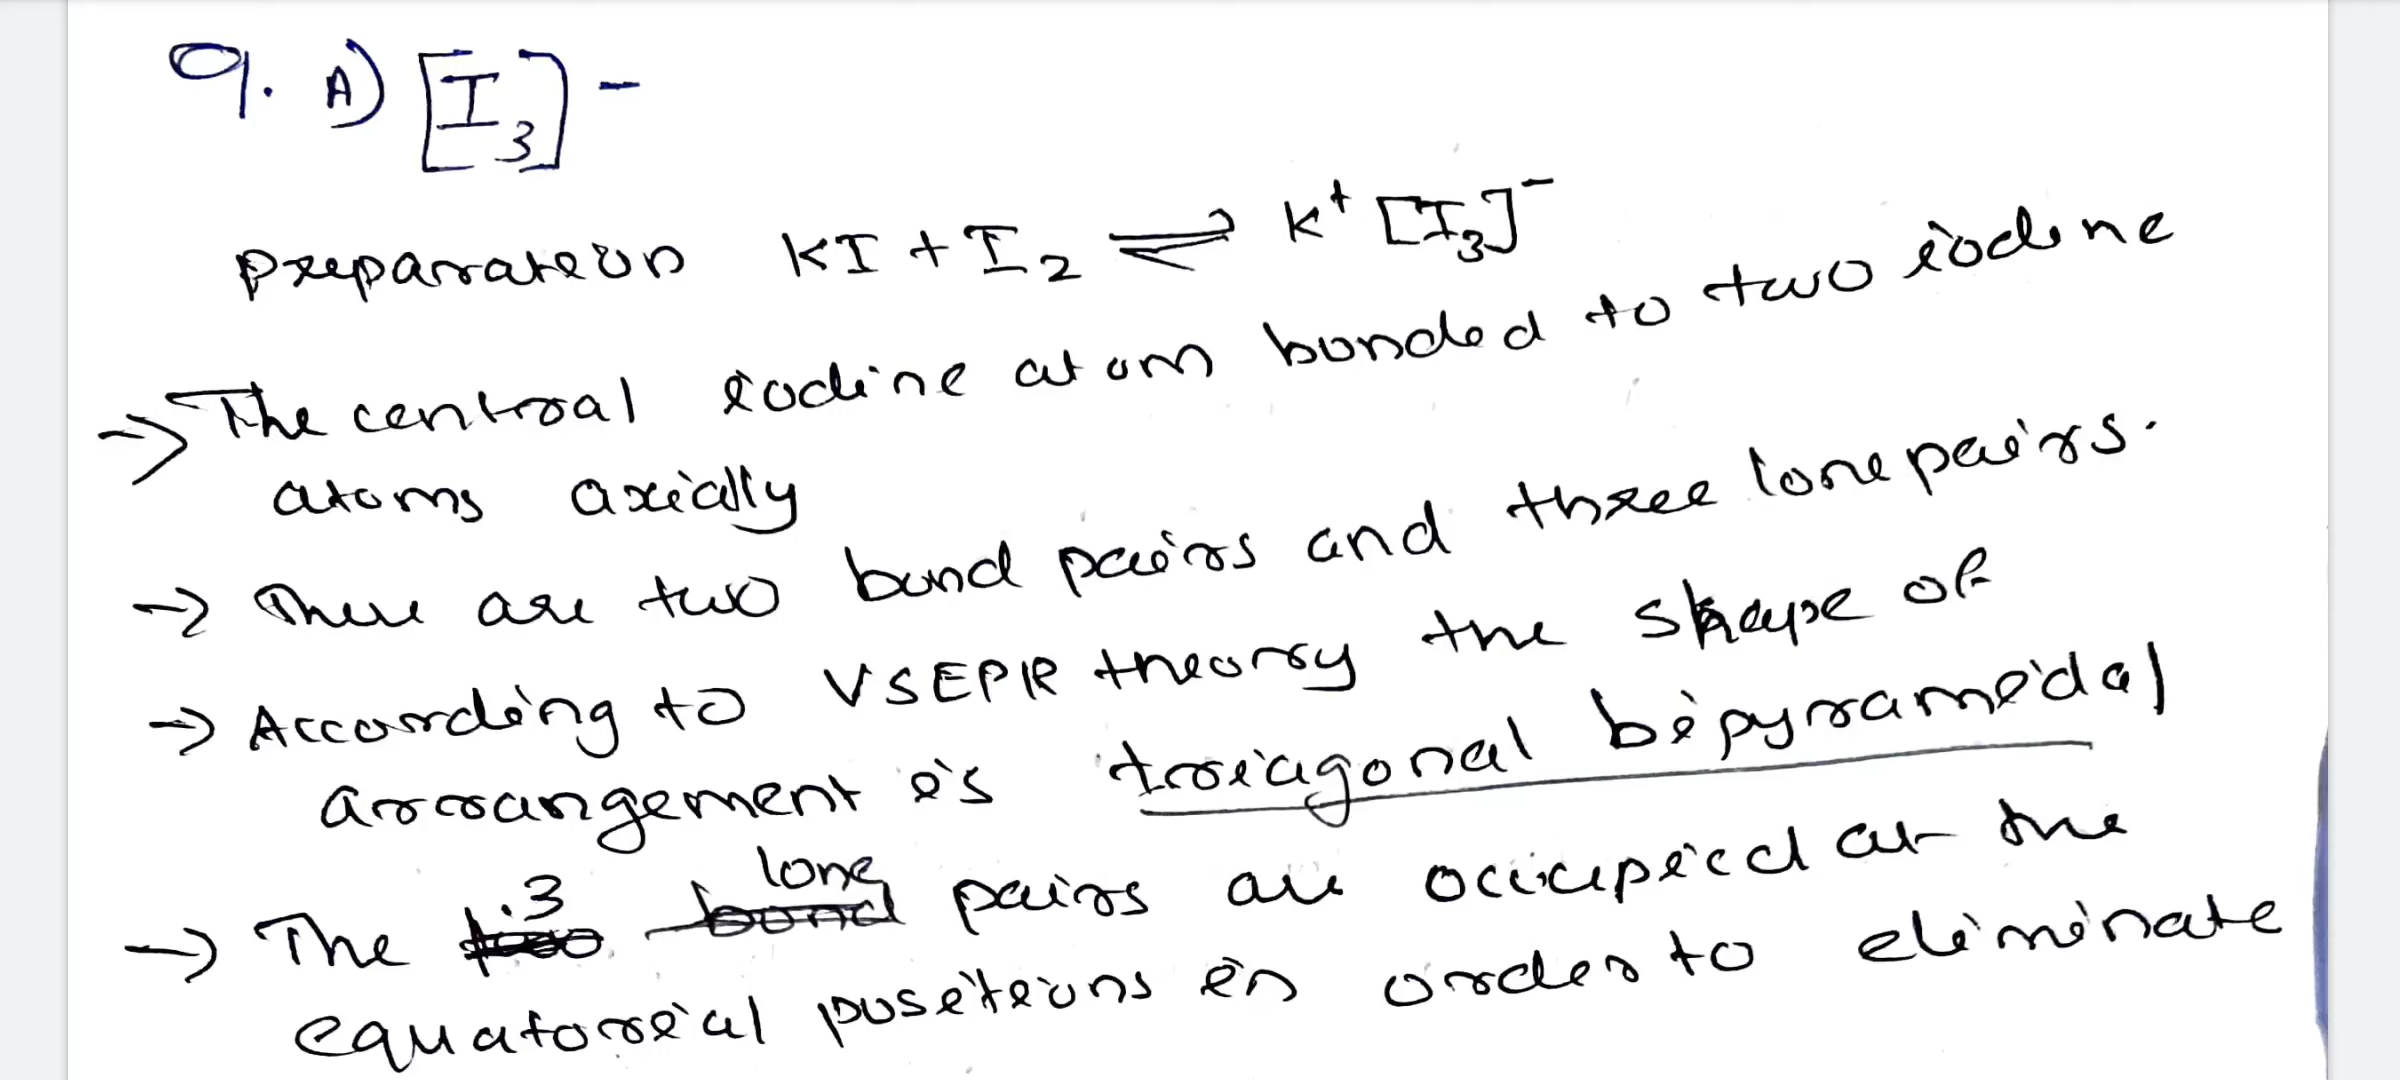 9. A) [I3]-
preparation KI + I2 ⇌ K+ [I3]-
→ The central iodine atom bonded to two iodine
atoms axially
→ There are two bond pairs and three lone pairs.
→ According to VSEPR theory the shape of
arrangement is triagonal bipyramidal
→ The 3 lone pairs are occupied at the
equatorial positions in order to eliminate